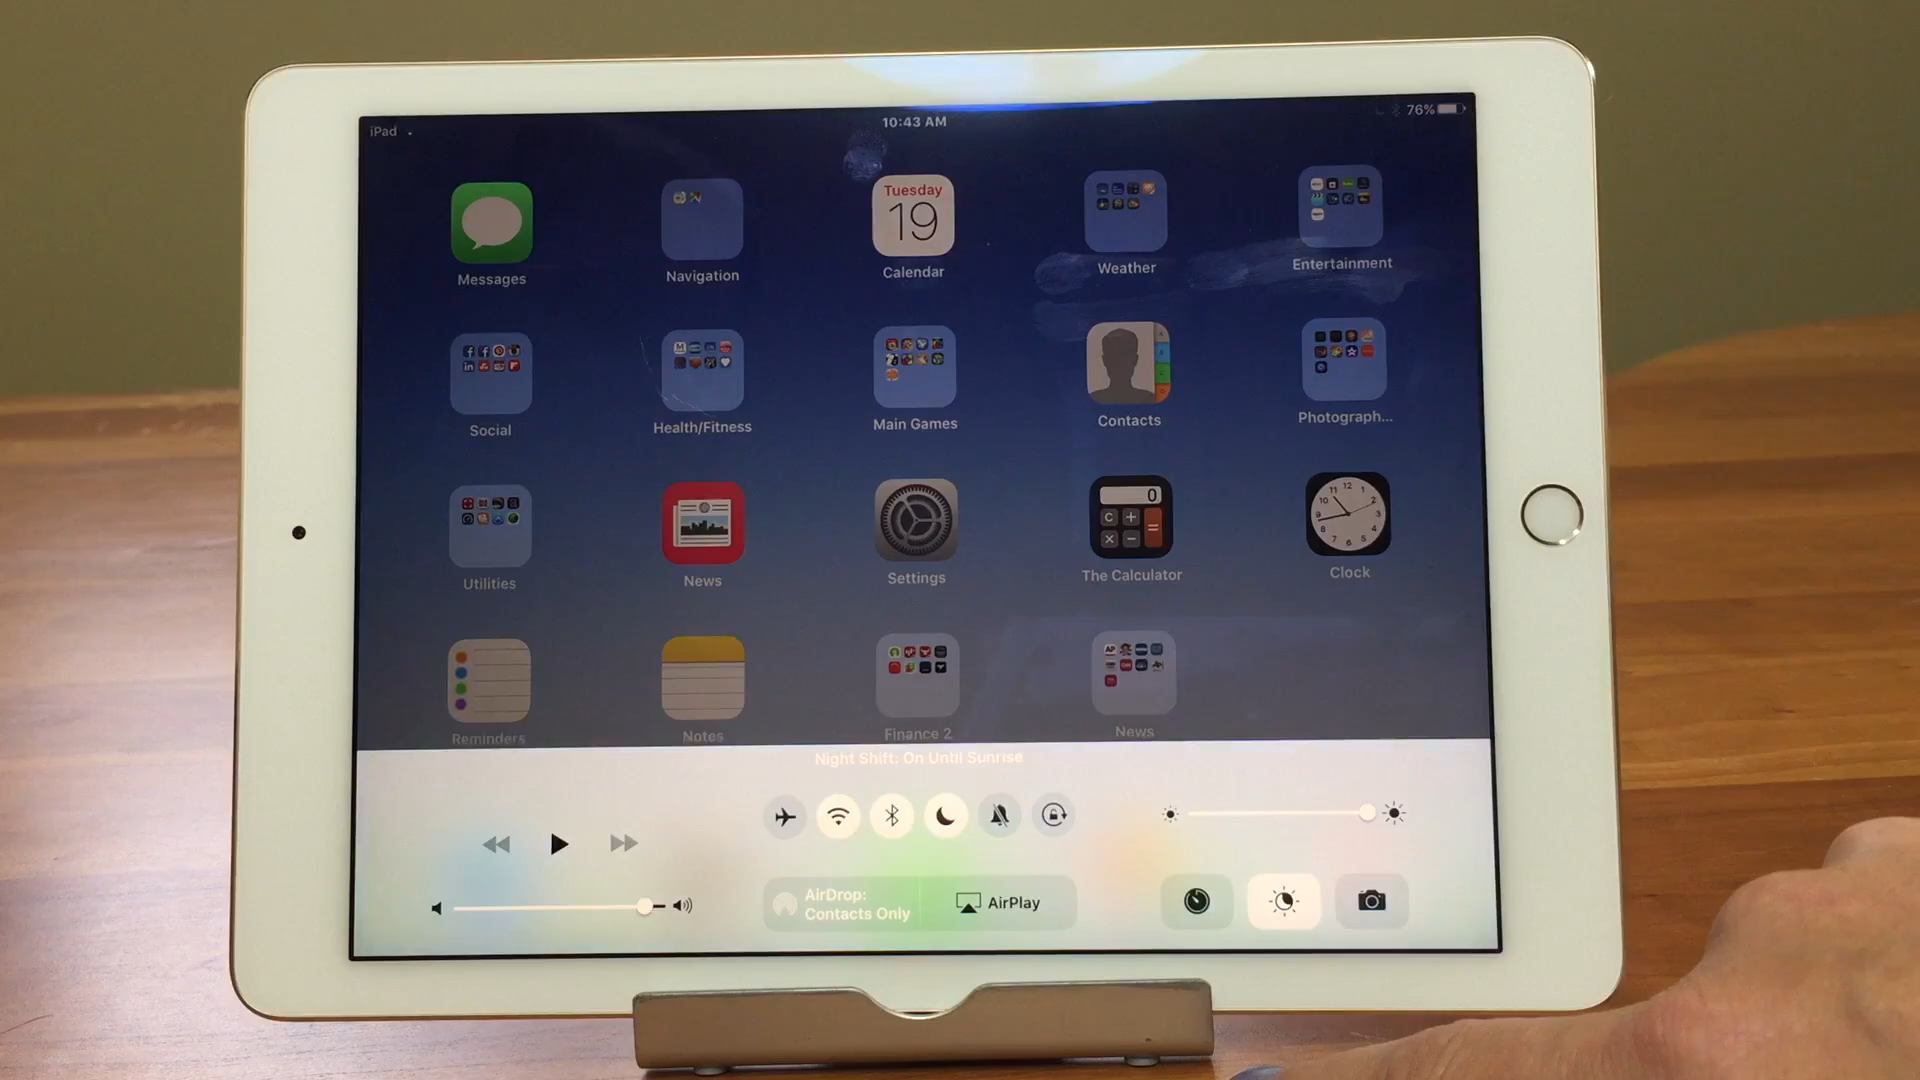 iPad
10:43 AM
76%
Tuesday
19
Messages
Navigation
Calendar
Weather
Entertainment
Social
Health/Fitness
Main Games
Contacts
Photograph...
0
Utilities
News
Settings
The Calculator
Clock
Reminders
Notes
Finance 2
News
Night Shift: On Until Sunrise
AirDrop:
Contacts Only
AirPlay